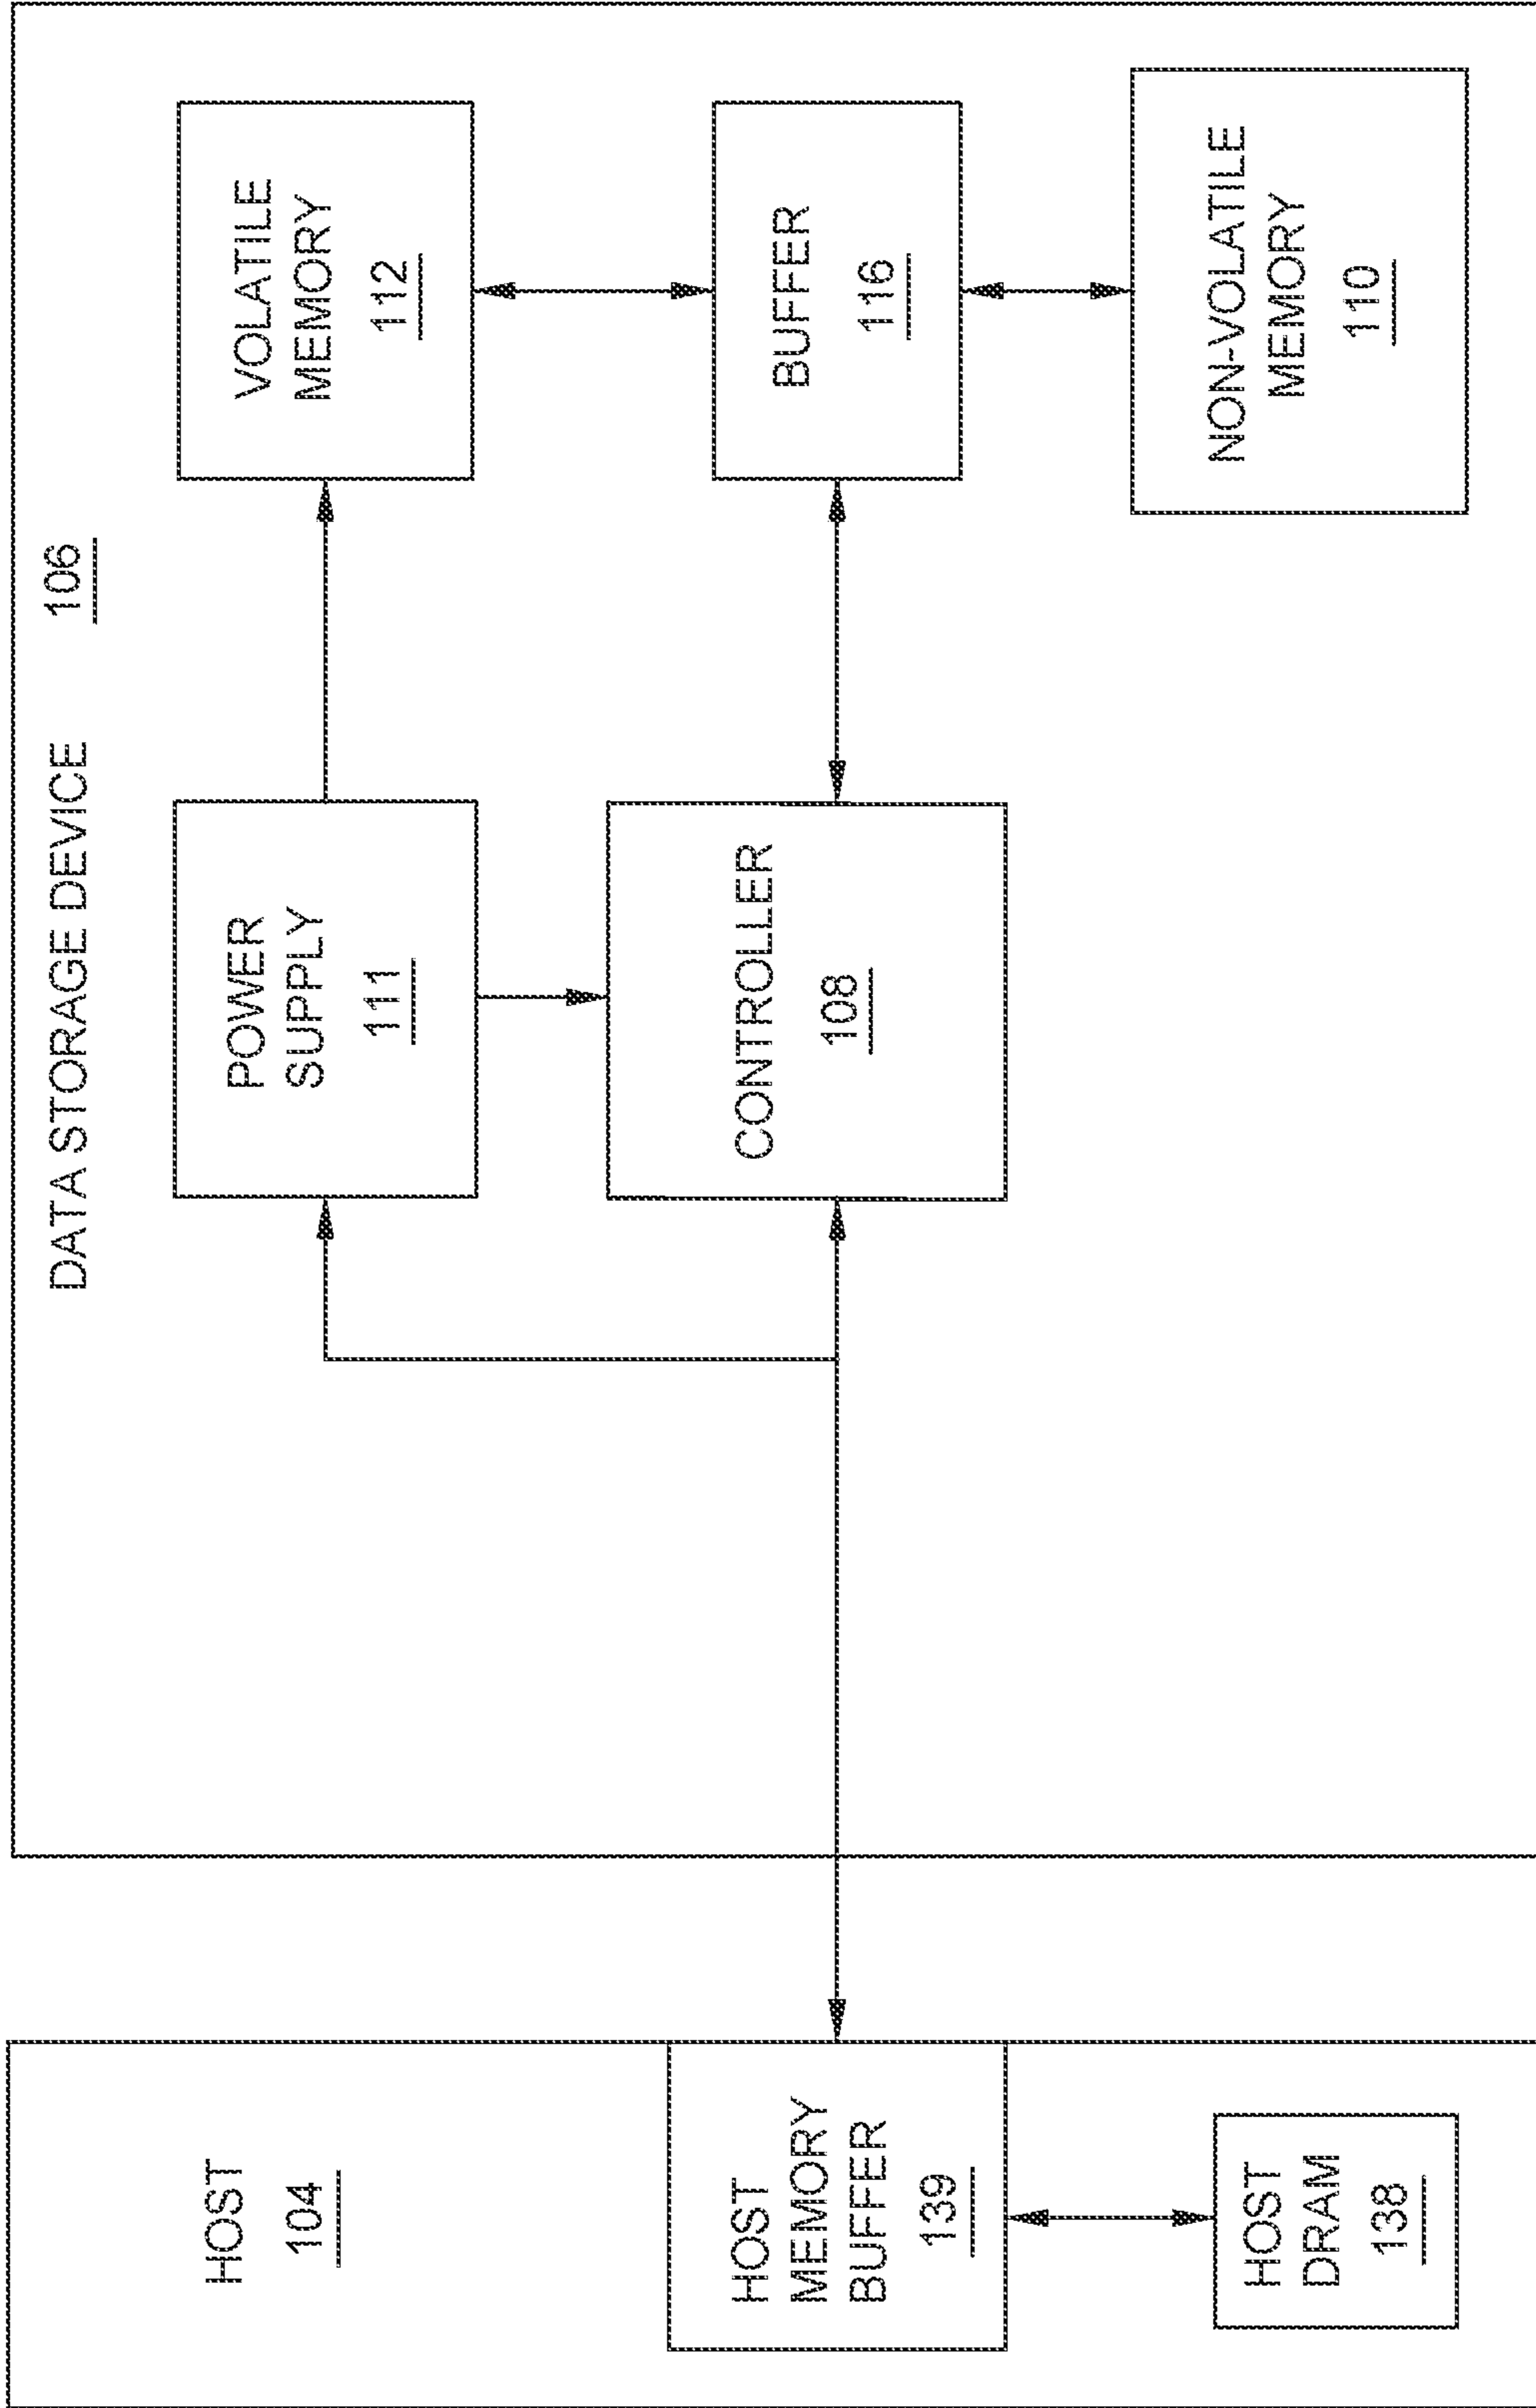 HOST
104
HOST
MEMORY
BUFFER
139
HOST
DRAM
138
DATA STORAGE DEVICE 106
POWER
SUPPLY
111
CONTROLLER
108
VOLATILE
MEMORY
112
BUFFER
116
NON-VOLATILE
MEMORY
110